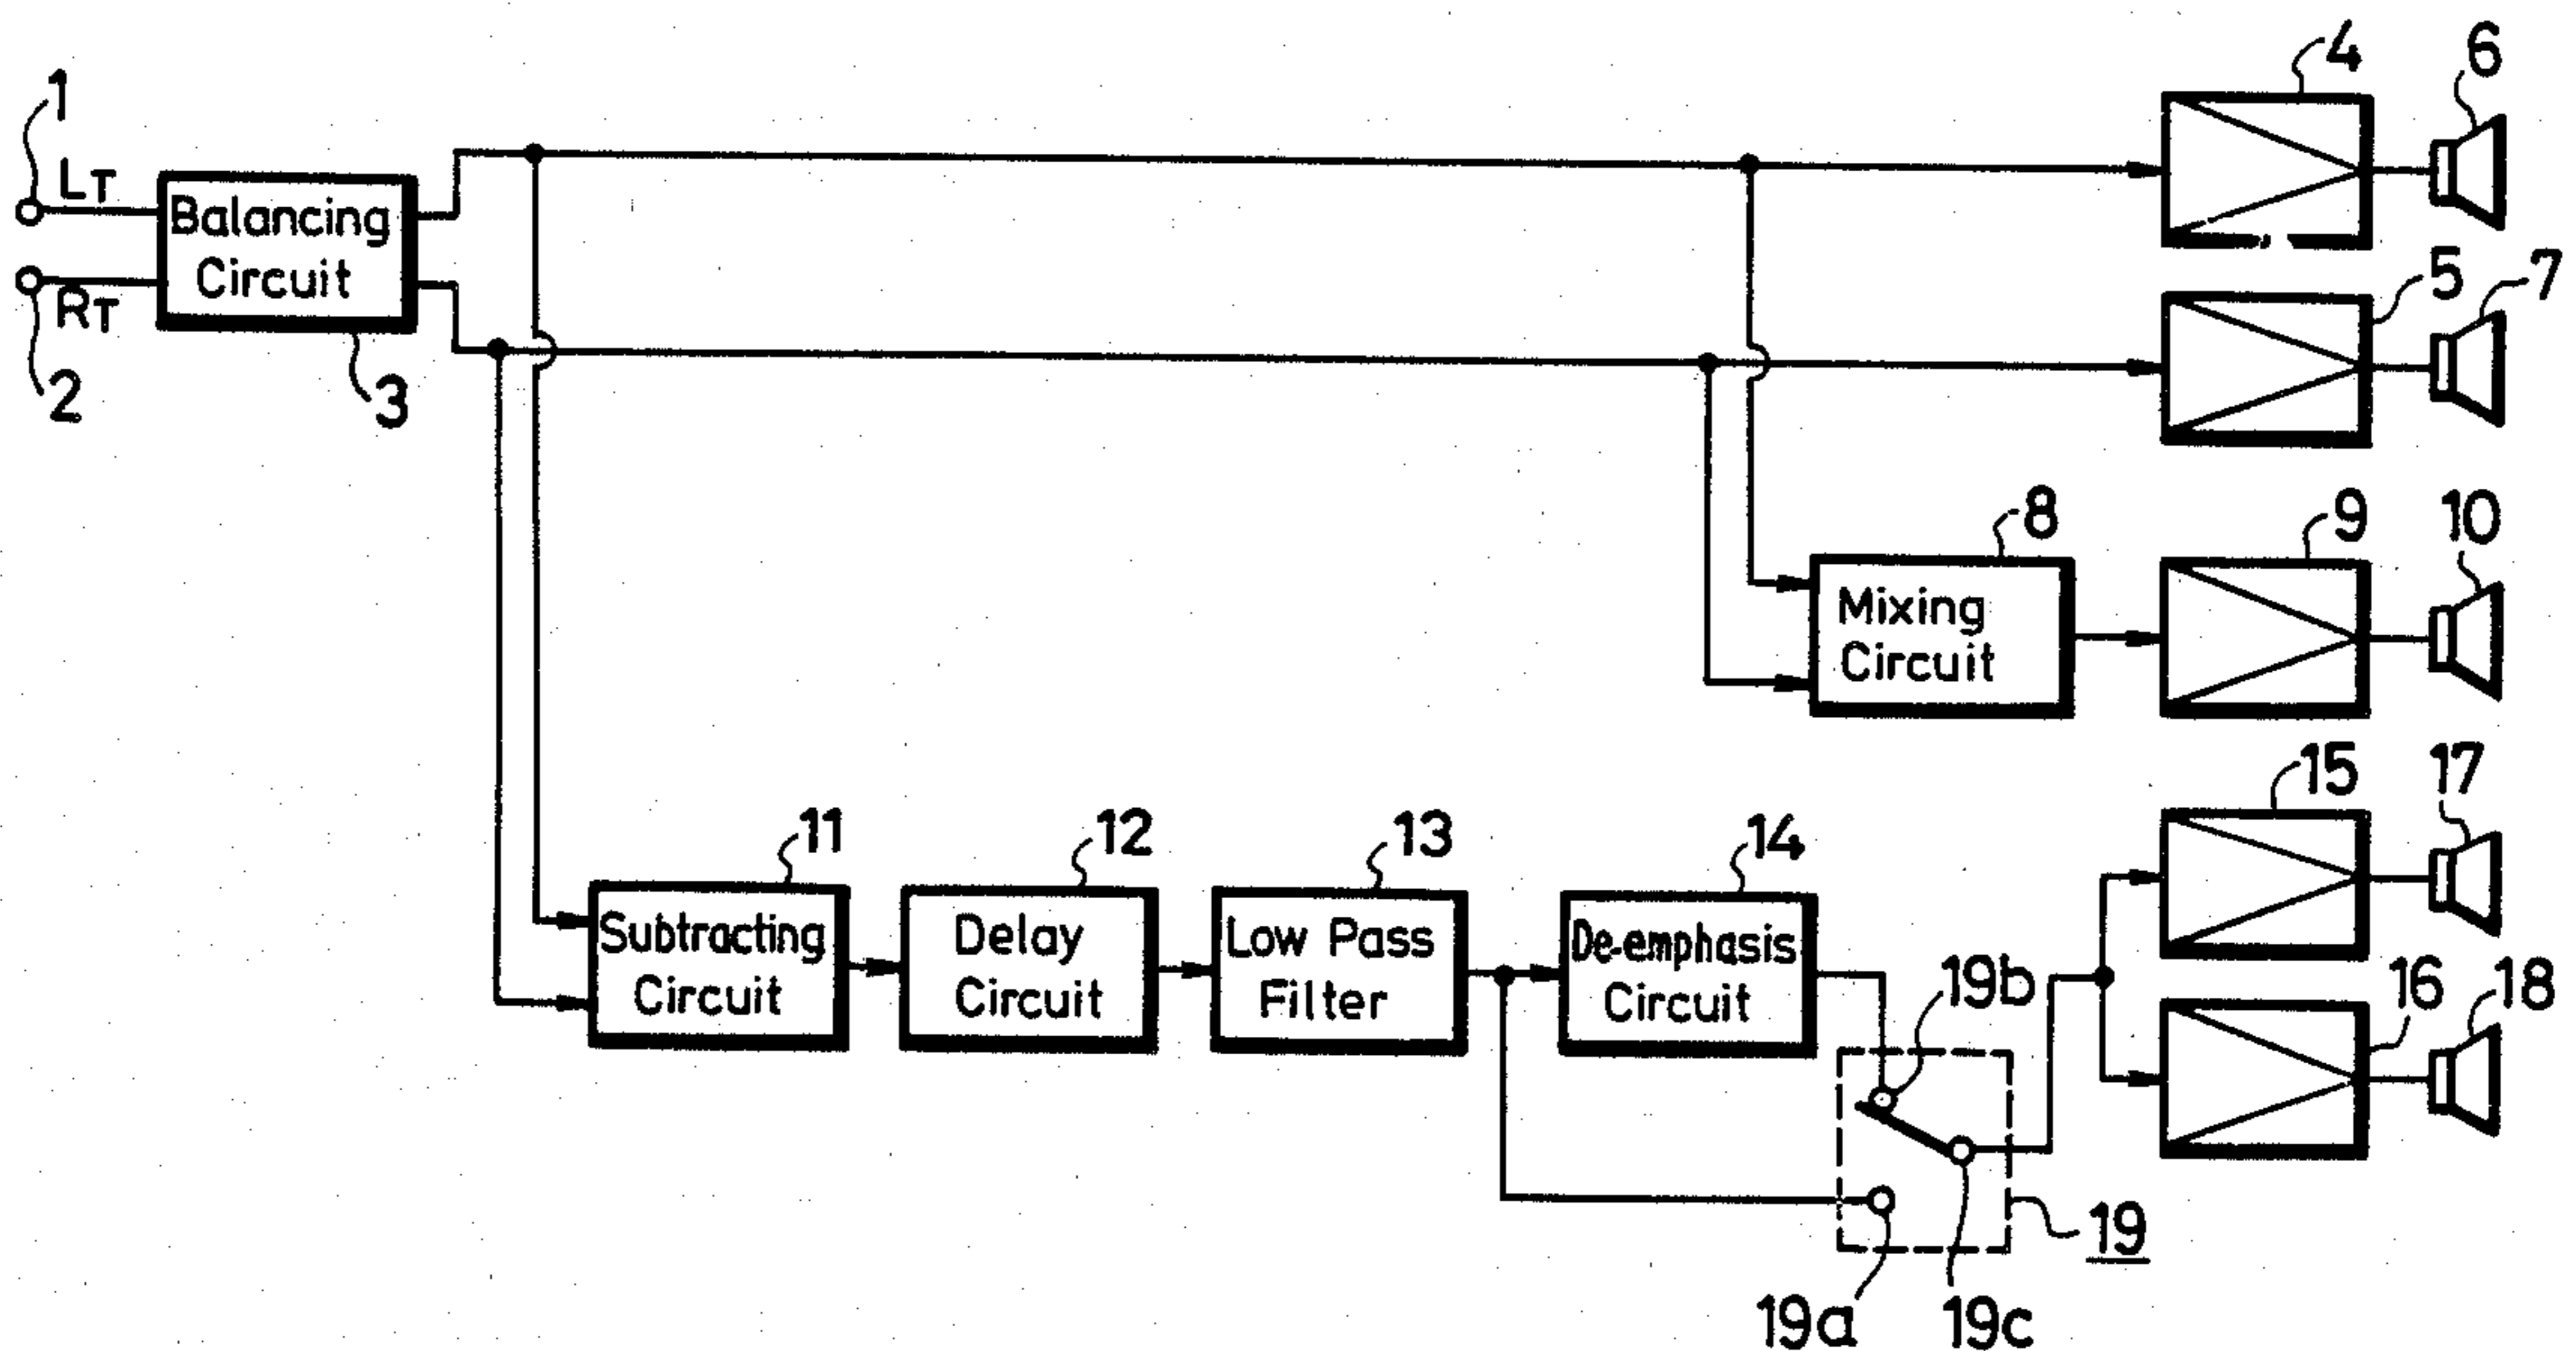 1
LT
Balancing
Circuit
RT
2
3
4
6
5
7
8
9
10
Mixing
Circuit
11
12
13
14
15
17
Subtracting
Circuit
Delay
Circuit
Low Pass
Filter
De-emphasis
Circuit
19b
16
18
19
19a
19c